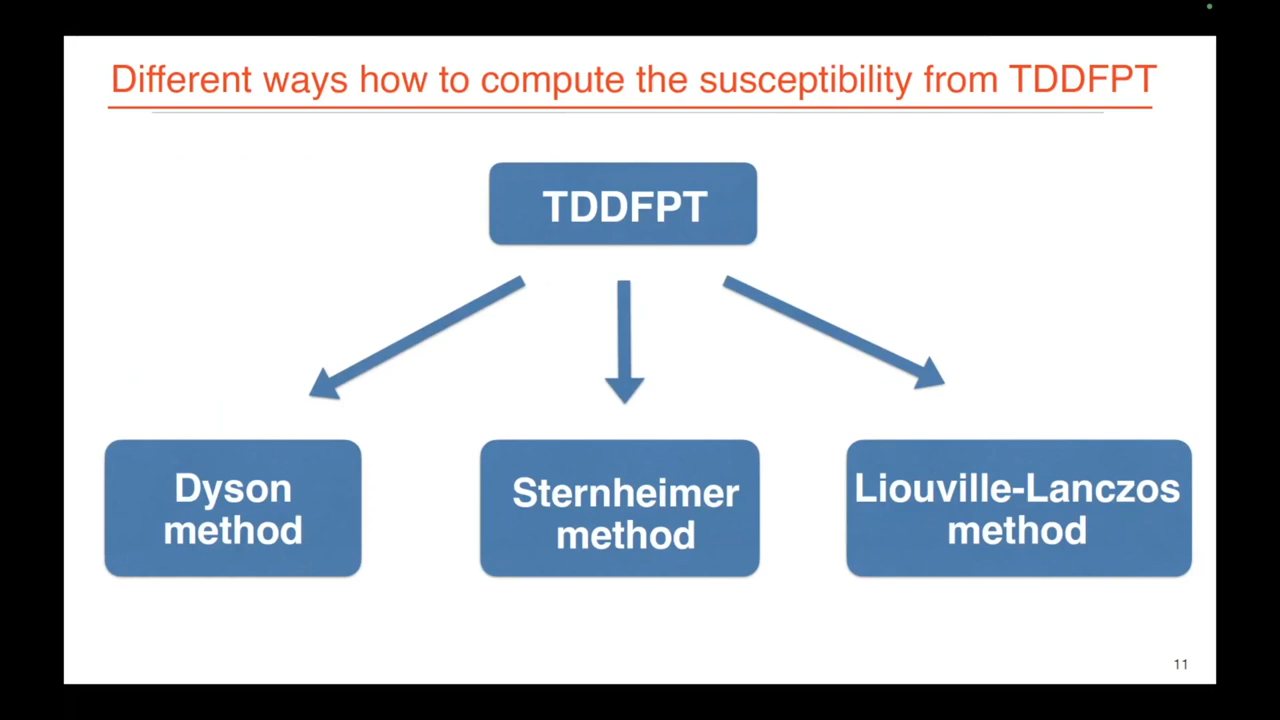 Different ways how to compute the susceptibility from TDDFPT
TDDFPT
Dyson
method
Sternheimer
method
Liouville-Lanczos
method
11